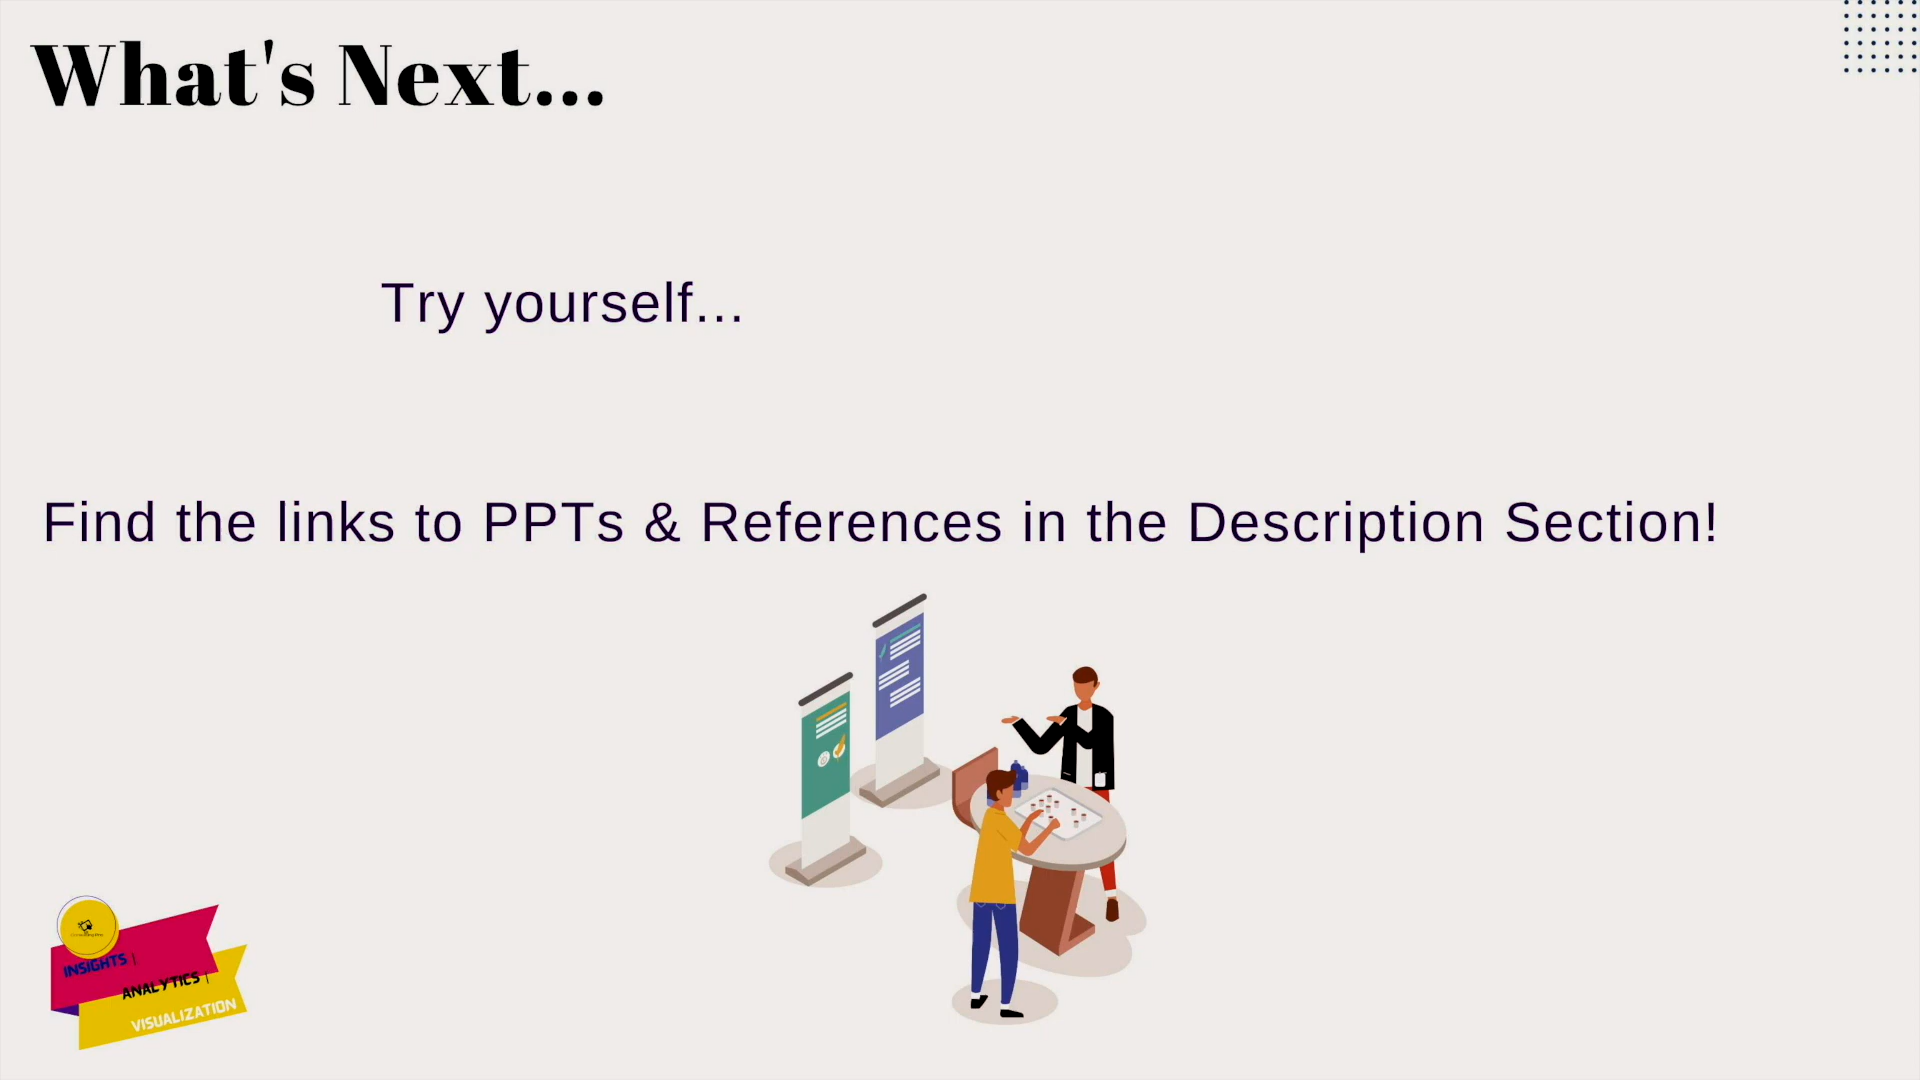 What's Next...
Try yourself...
Find the links to PPTs & References in the Description Section!
INSIGHTS |
ANALYTICS |
VISUALIZATION